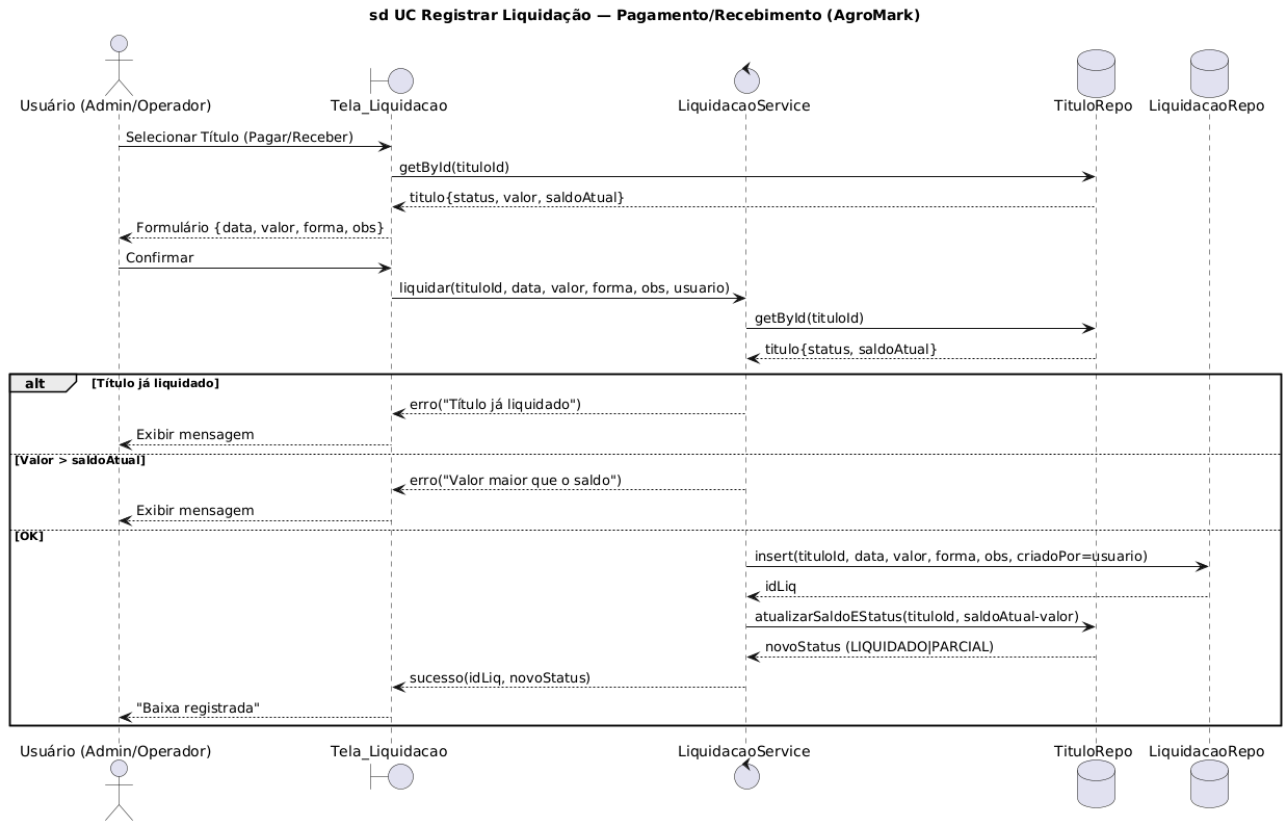 sd UC Registrar Liquidação — Pagamento/Recebimento (AgroMark)
Usuário (Admin/Operador)
Tela_Liquidacao
LiquidacaoService
TituloRepo
LiquidacaoRepo
Selecionar Título (Pagar/Receber)
getById(tituloId)
titulo{status, valor, saldoAtual}
Formulário {data, valor, forma, obs}
Confirmar
liquidar(tituloId, data, valor, forma, obs, usuario)
getById(tituloId)
titulo{status, saldoAtual}
alt [Título já liquidado]
erro("Título já liquidado")
Exibir mensagem
[Valor > saldoAtual]
erro("Valor maior que o saldo")
Exibir mensagem
[OK]
insert(tituloId, data, valor, forma, obs, criadoPor=usuario)
idLiq
atualizarSaldoEStatus(tituloId, saldoAtual-valor)
novoStatus (LIQUIDADO|PARCIAL)
sucesso(idLiq, novoStatus)
"Baixa registrada"
Usuário (Admin/Operador)
Tela_Liquidacao
LiquidacaoService
TituloRepo
LiquidacaoRepo